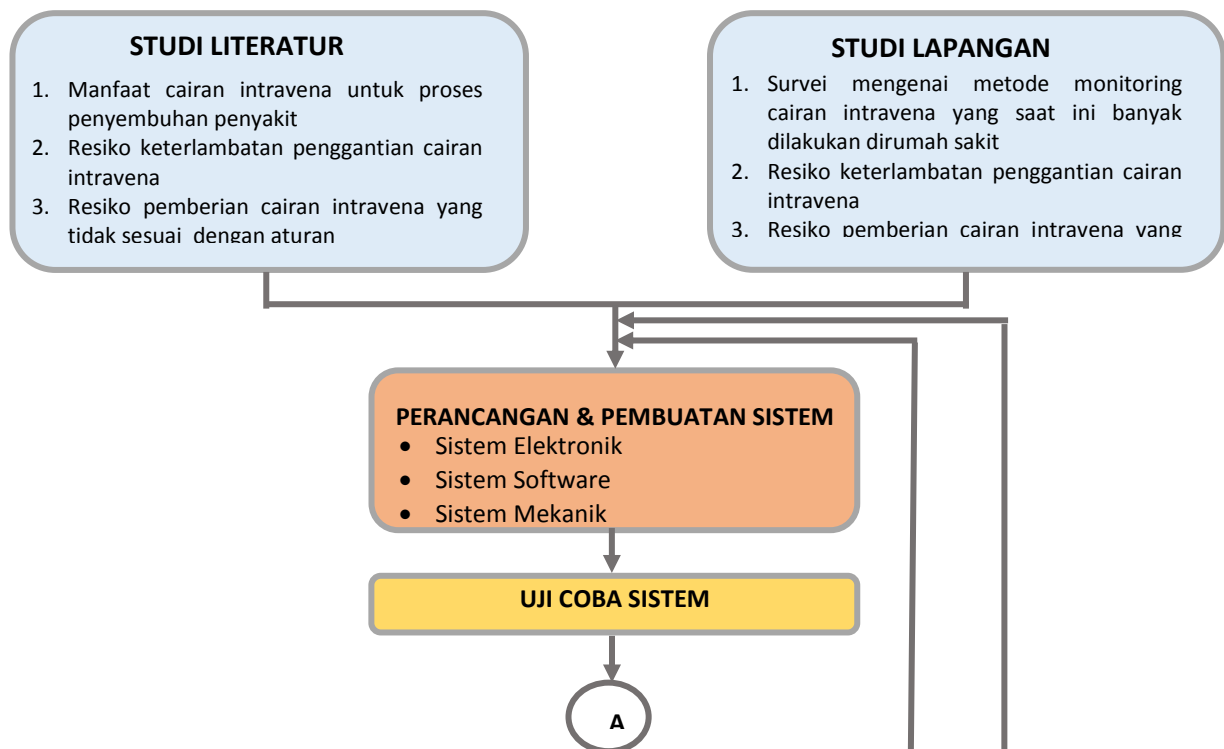 STUDI LITERATUR
1. Manfaat cairan intravena untuk proses
penyembuhan penyakit
2. Resiko keterlambatan penggantian cairan
intravena
3. Resiko pemberian cairan intravena yang
tidak sesuai dengan aturan
STUDI LAPANGAN
1. Survei mengenai metode monitoring
cairan intravena yang saat ini banyak
dilakukan dirumah sakit
2. Resiko keterlambatan penggantian cairan
intravena
3. Resiko pemberian cairan intravena yang
PERANCANGAN & PEMBUATAN SISTEM
• Sistem Elektronik
• Sistem Software
• Sistem Mekanik
UJI COBA SISTEM
A